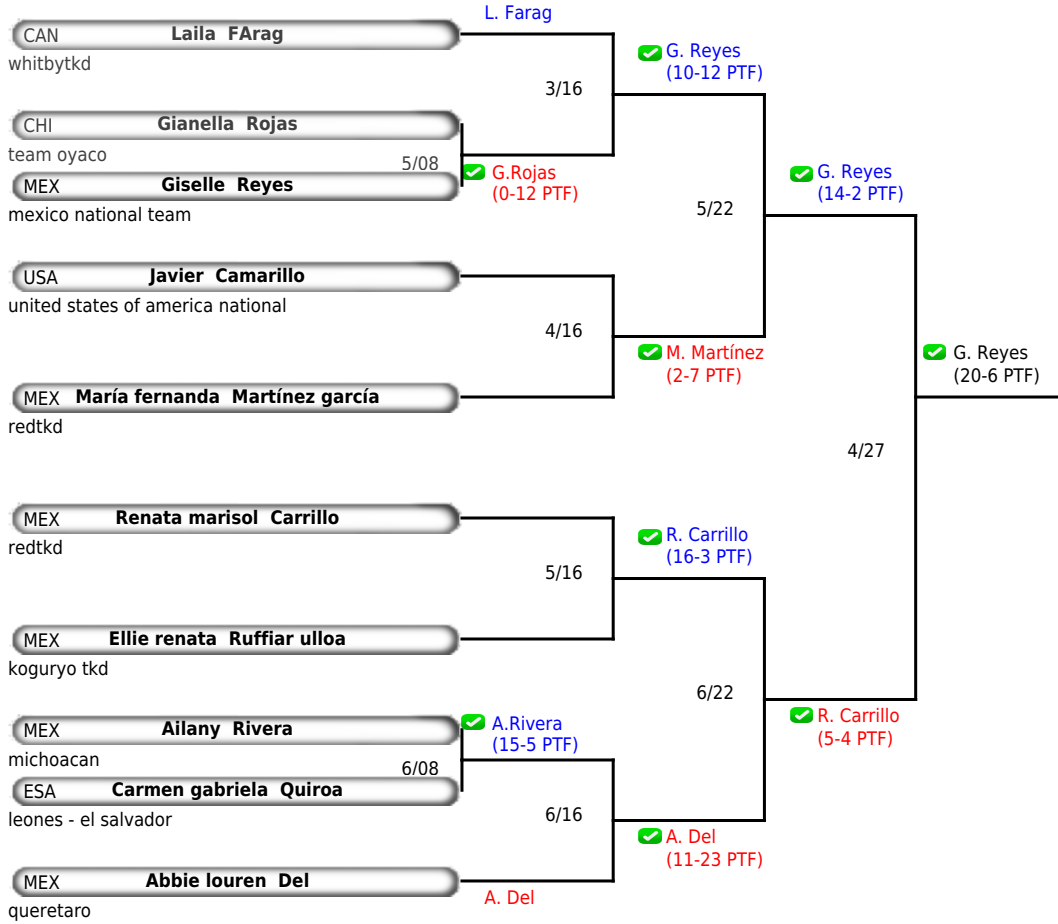 L. Farag
CAN Laila FArag
whitbytkd
G. Reyes
(10-12 PTF)
3/16
CHI Gianella Rojas
team oyaco
5/08
MEX Giselle Reyes
mexico national team
G.Rojas
(0-12 PTF)
G. Reyes
(14-2 PTF)
5/22
USA Javier Camarillo
united states of america national
4/16
M. Martínez
(2-7 PTF)
MEX María fernanda Martínez garcía
redtkd
G. Reyes
(20-6 PTF)
4/27
MEX Renata marisol Carrillo
redtkd
R. Carrillo
(16-3 PTF)
5/16
MEX Ellie renata Ruffiar ulloa
koguryo tkd
6/22
R. Carrillo
(5-4 PTF)
MEX Ailany Rivera
michoacan
A.Rivera
(15-5 PTF)
6/08
ESA Carmen gabriela Quiroa
leones - el salvador
6/16
A. Del
(11-23 PTF)
MEX Abbie louren Del
queretaro
A. Del